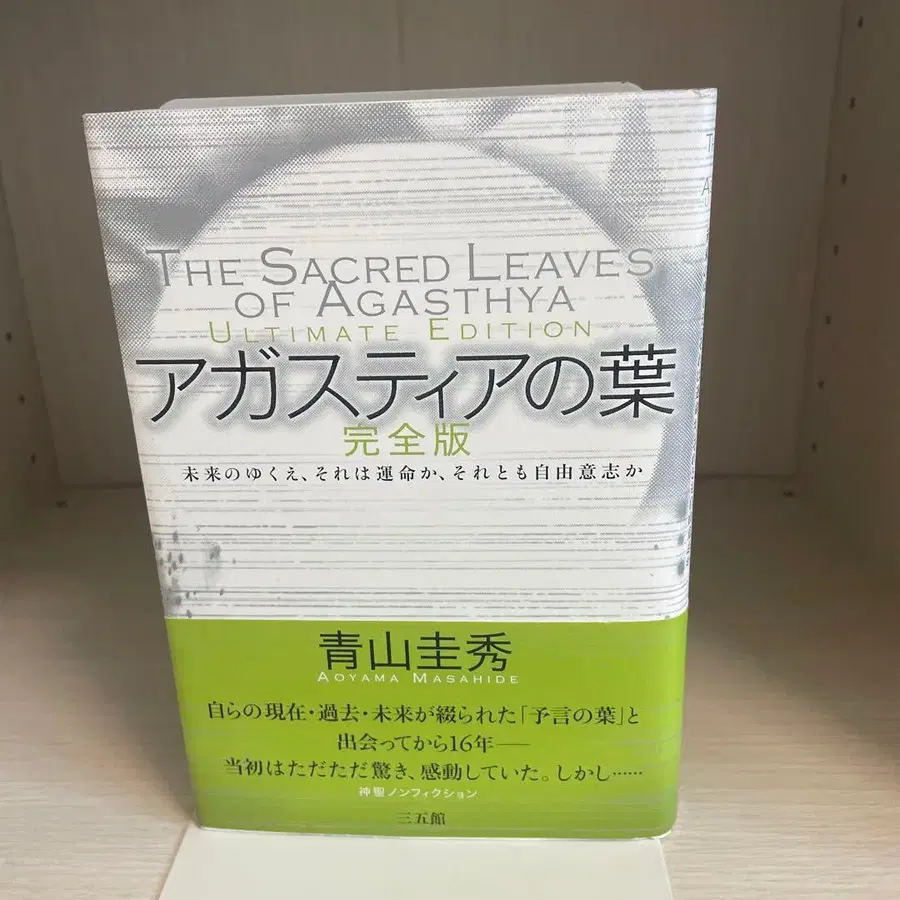 THE SACRED LEAVES
OF AGASTHYA
ULTIMATE EDITION
アガスティアの葉
完全版
未来のゆくえ、それは運命か、それとも自由意志か
青山圭秀
AOYAMA MASAHIDE
自らの現在・過去・未来が綴られた「予言の葉」と
出会ってから16年――
当初はただただ驚き、感動していた。しかし……
神聖ノンフィクション
三五館